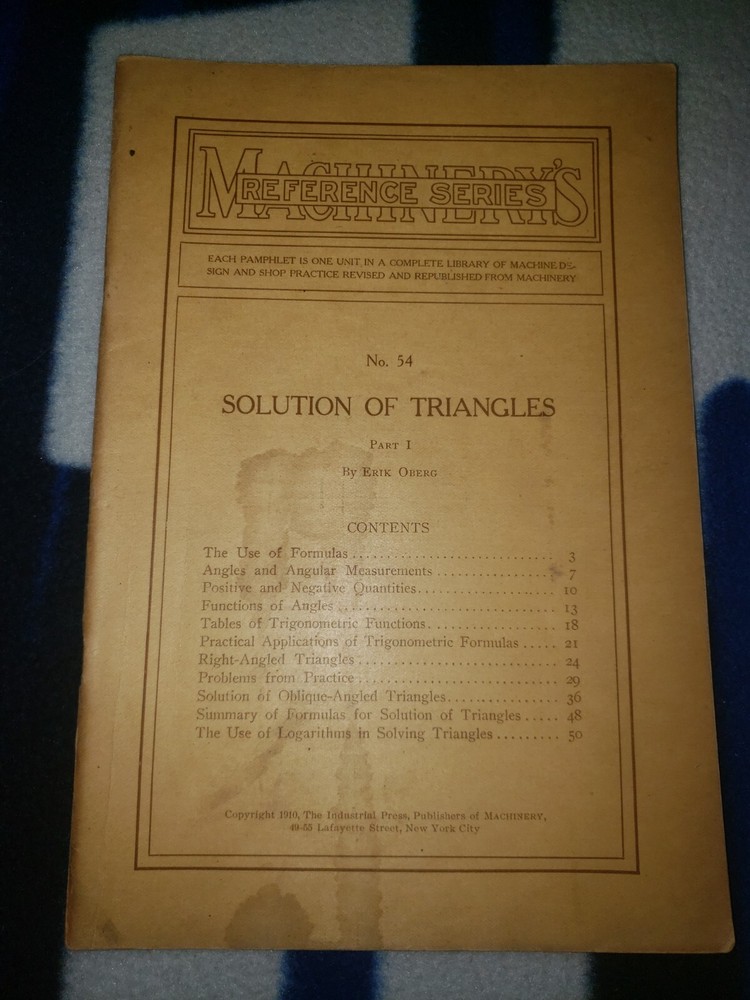 MACHINERY'S
REFERENCE SERIES
EACH PAMPHLET IS ONE UNIT IN A COMPLETE LIBRARY OF MACHINE DE-
SIGN AND SHOP PRACTICE REVISED AND REPUBLISHED FROM MACHINERY
No. 54
SOLUTION OF TRIANGLES
PART I
By ERIK OBERG
CONTENTS
The Use of Formulas ............................. 3
Angles and Angular Measurements ................. 7
Positive and Negative Quantities .................... 10
Functions of Angles ............................... 13
Tables of Trigonometric Functions ................... 18
Practical Applications of Trigonometric Formulas ..... 21
Right-Angled Triangles ............................. 24
Problems from Practice ............................. 29
Solution of Oblique-Angled Triangles ................ 36
Summary of Formulas for Solution of Triangles ..... 48
The Use of Logarithms in Solving Triangles ......... 50
Copyright 1910, The Industrial Press, Publishers of MACHINERY,
49-55 Lafayette Street, New York City